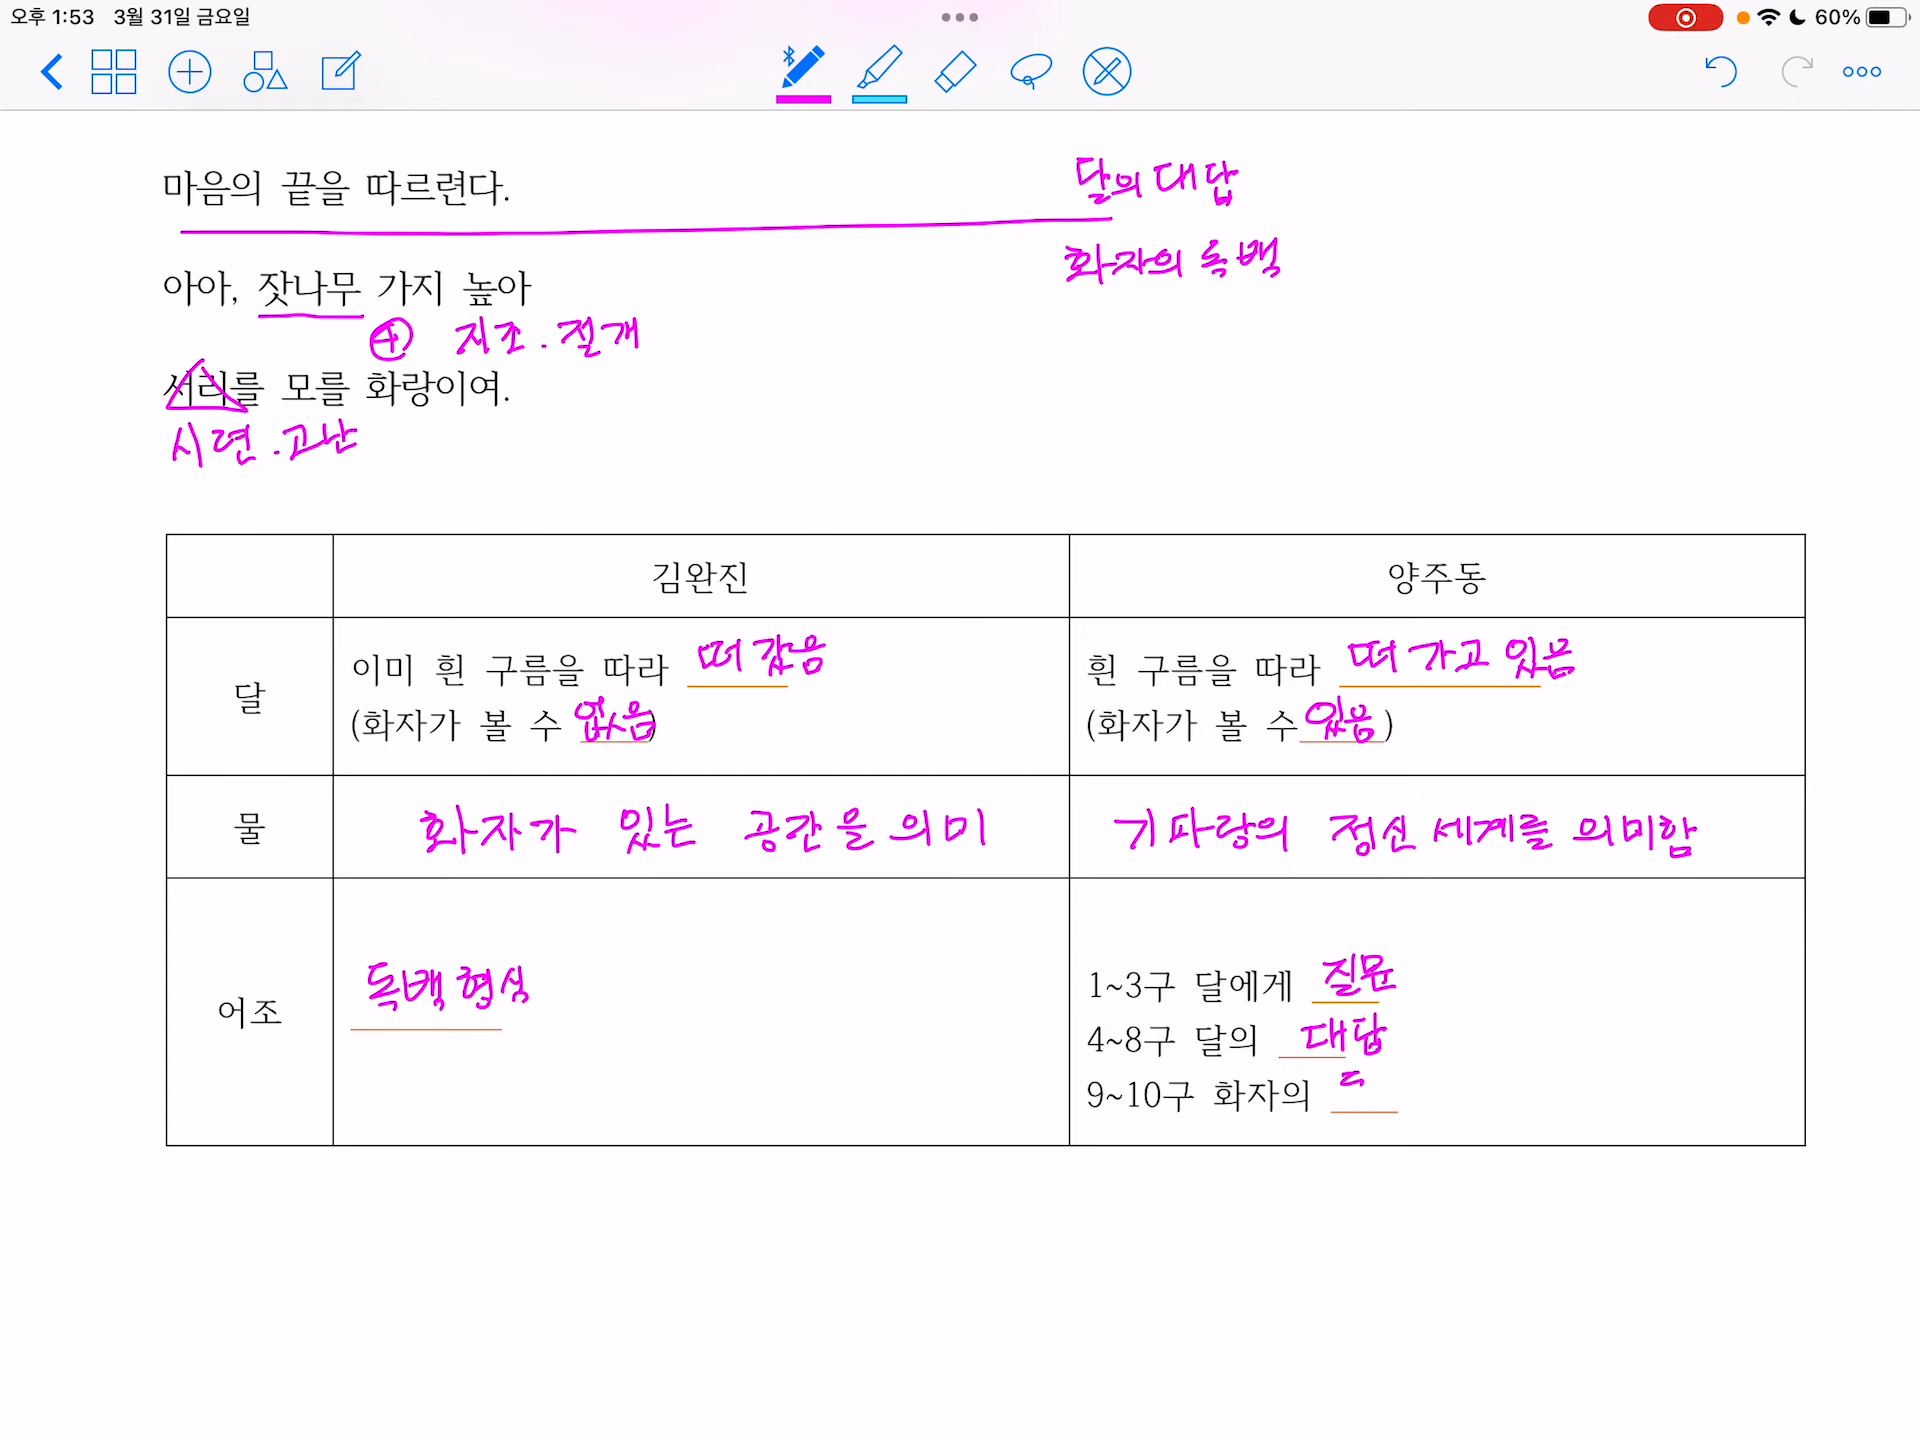 오후 1:53 3월 31일 금요일
60%
달의 대답
마음의 끝을 따르련다.
화자의 독백
아아, 잣나무 가지 높아
+ 지조·절개
서리를 모를 화랑이여.
시련·고난
김완진 양주동
달
이미 흰 구름을 따라 떠 갔음
(화자가 볼 수 없음)
흰 구름을 따라 떠 가고 있음
(화자가 볼 수 있음)
물
화자가 있는 공간을 의미
기파랑의 정신세계를 의미함
어조
독백 형식
1~3구 달에게 질문
4~8구 달의 대답
9~10구 화자의